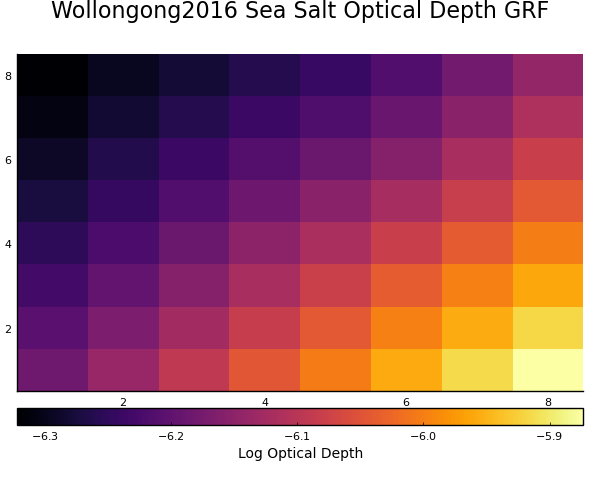 Wollongong2016 Sea Salt Optical Depth GRF
8
6
4
2
2 4 6 8
−6.3 −6.2 −6.1 −6.0 −5.9
Log Optical Depth